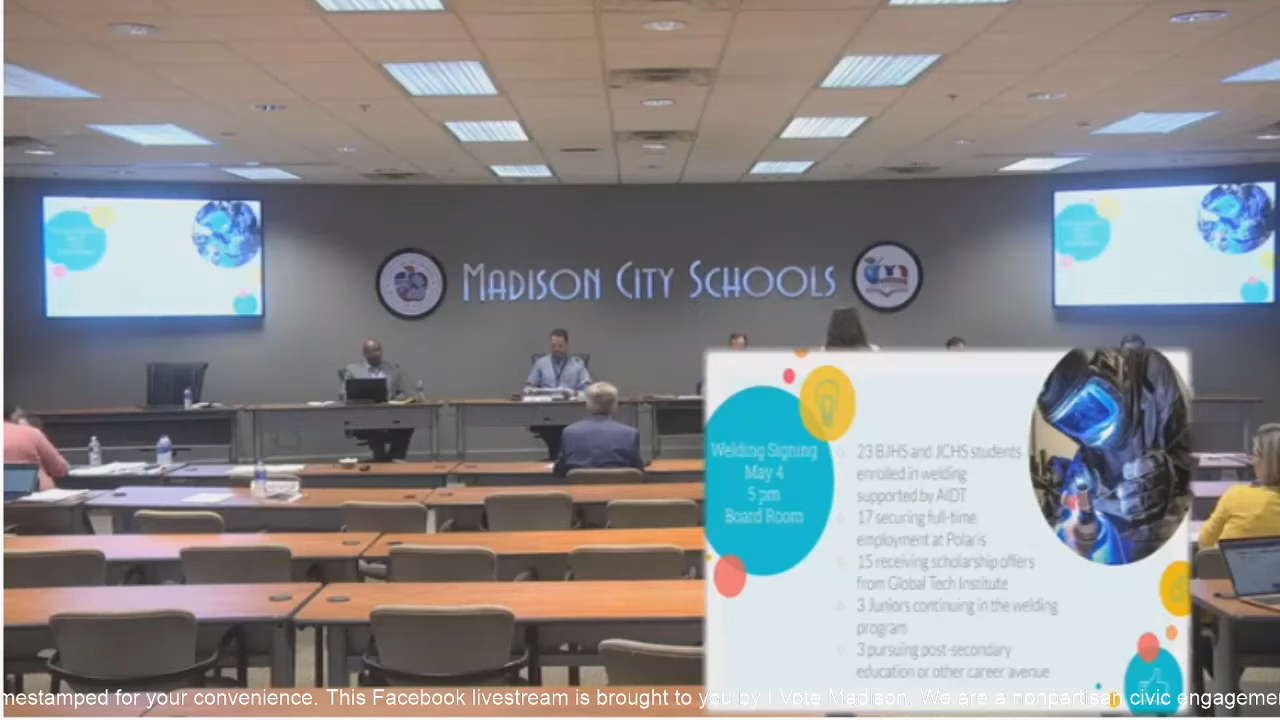 MADISON CITY SCHOOLS
Welding Signing
May 4
5 pm
Board Room
23 BJHS and JCHS students
enrolled in welding
supported by AIDT
17 securing full-time
employment at Polaris
15 receiving scholarship offers
from Global Tech Institute
3 Juniors continuing in the welding
program
3 pursuing post-secondary
education or other career avenue
mestamped for your convenience. This Facebook livestream is brought to you by I Vote Madison. We are a nonpartisan civic engageme